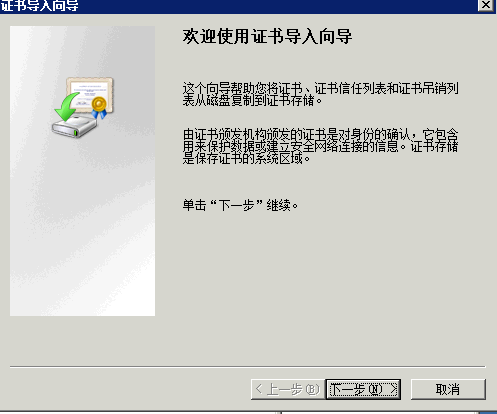 证书导入向导
欢迎使用证书导入向导
这个向导帮助您将证书、证书信任列表和证书吊销列
表从磁盘复制到证书存储。
由证书颁发机构颁发的证书是对身份的确认，它包含
用来保护数据或建立安全网络连接的信息。证书存储
是保存证书的系统区域。
单击“下一步”继续。
< 上一步(B)
下一步(N) >
取消